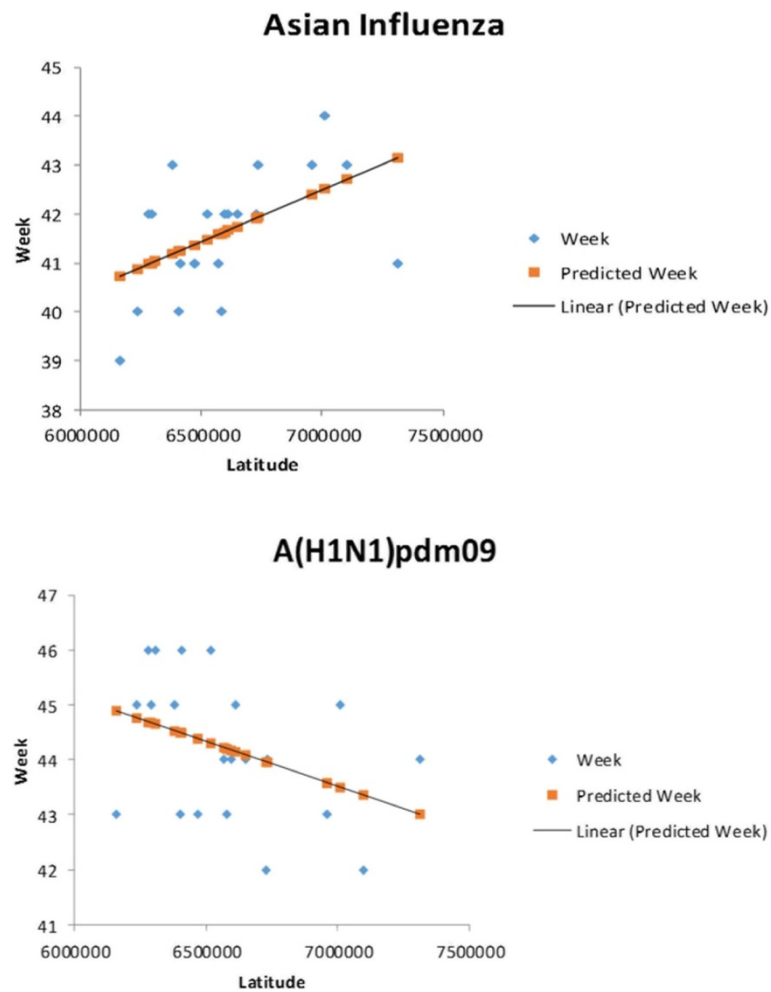 Asian Influenza
45
44
43
42
41
40
39
38
Week
6000000 6500000 7000000 7500000
Latitude
Week
Predicted Week
Linear (Predicted Week)
A(H1N1)pdm09
47
46
45
44
43
42
41
Week
6000000 6500000 7000000 7500000
Latitude
Week
Predicted Week
Linear (Predicted Week)